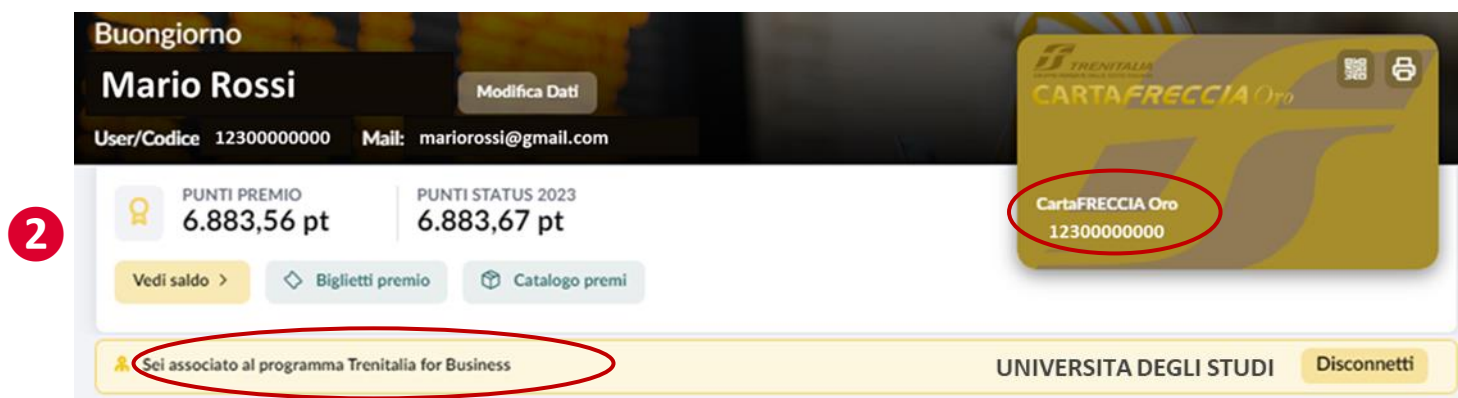 Buongiorno
Mario Rossi
Modifica Dati
User/Codice 12300000000 Mail: mariorossi@gmail.com
TRENITALIA
CARTAFRECCIA Oro
CartaFRECCIA Oro
12300000000
2
PUNTI PREMIO
6.883,56 pt
PUNTI STATUS 2023
6.883,67 pt
Vedi saldo >
Biglietti premio
Catalogo premi
Sei associato al programma Trenitalia for Business
UNIVERSITA DEGLI STUDI
Disconnetti